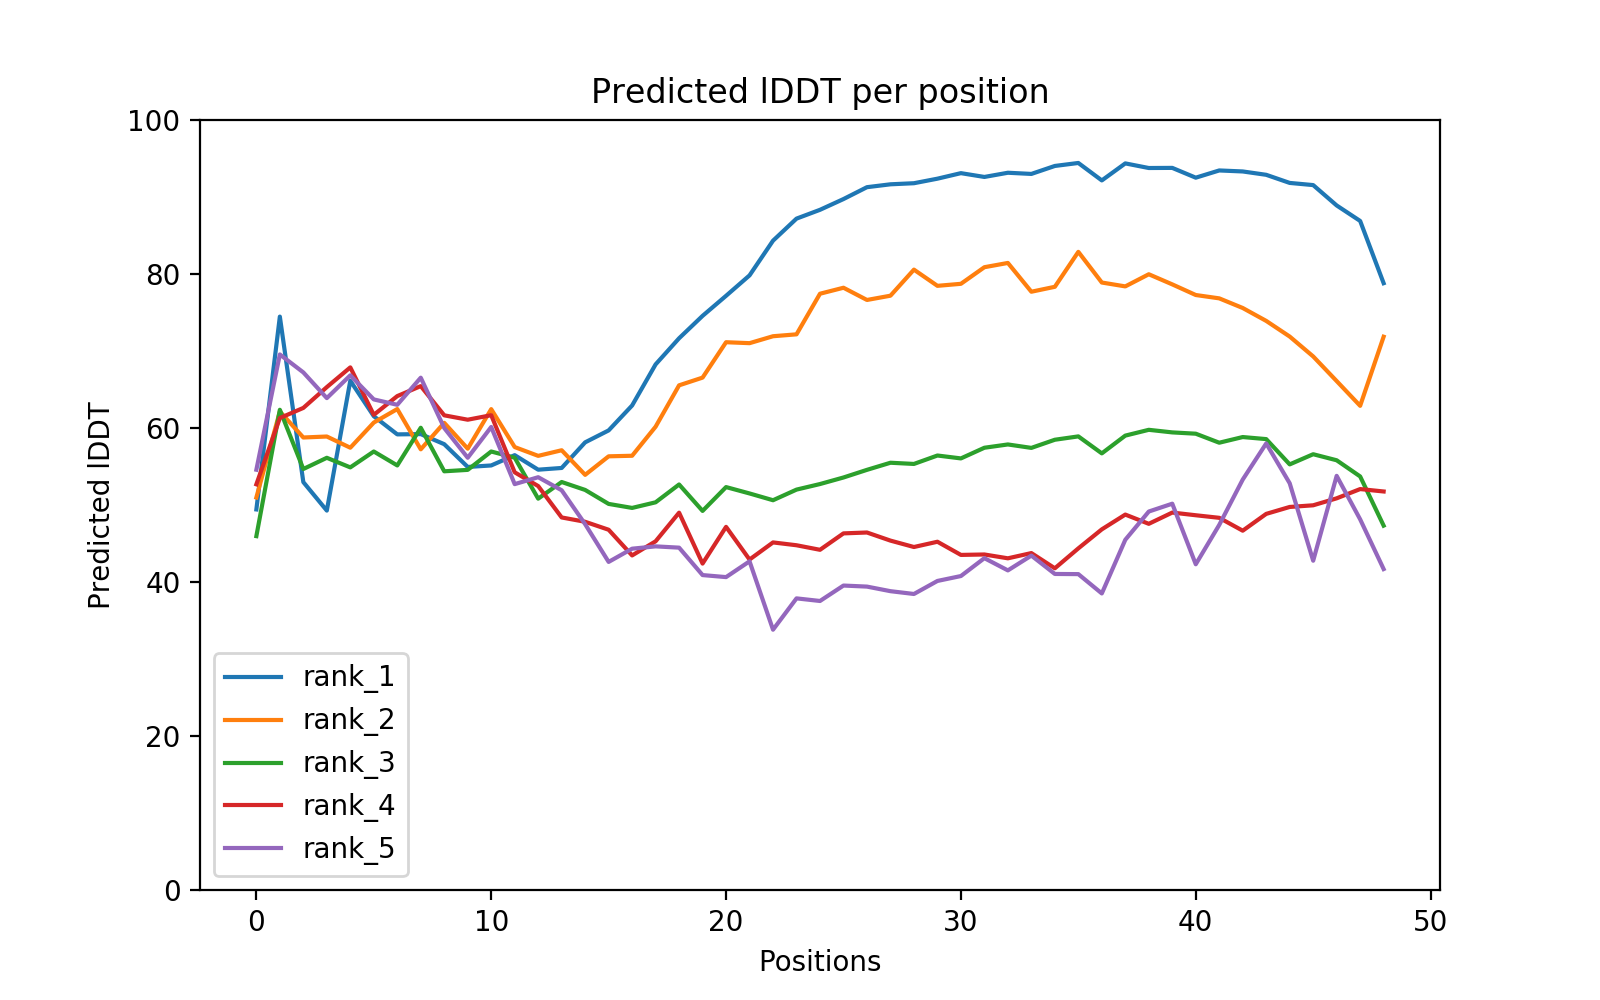 Predicted lDDT per position
100
80
60
40
20
0
Predicted lDDT
rank_1
rank_2
rank_3
rank_4
rank_5
0 10 20 30 40 50
Positions